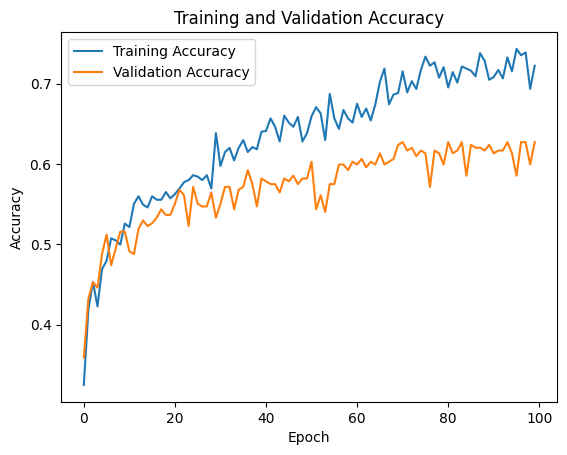 Training and Validation Accuracy
Training Accuracy
Validation Accuracy
0.7
0.6
0.5
0.4
Accuracy
0 20 40 60 80 100
Epoch